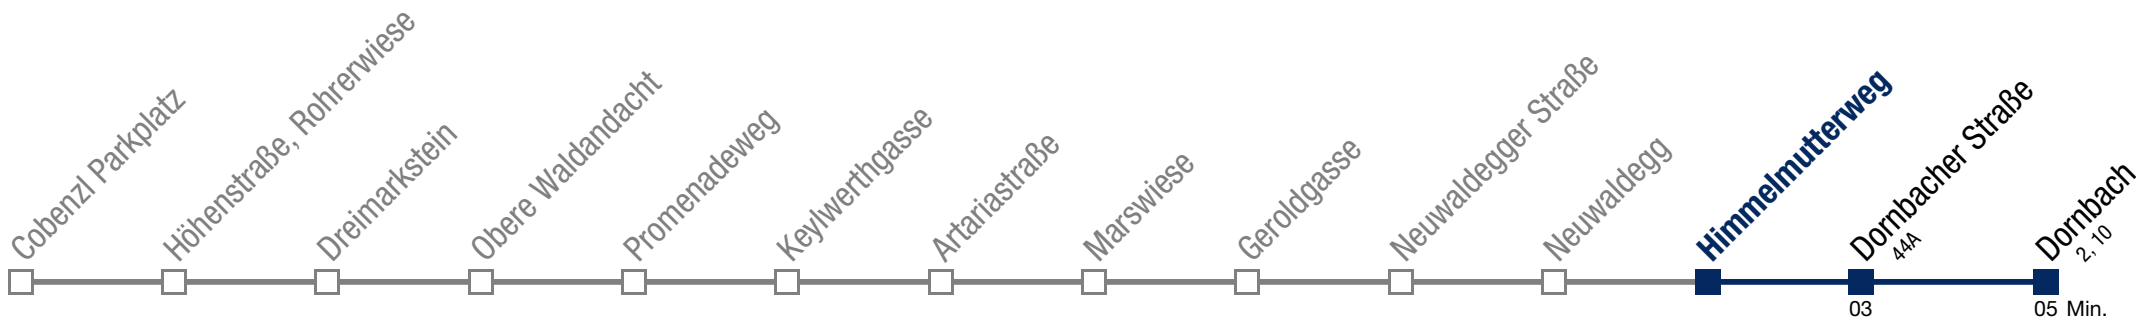 Cobenzl Parkplatz
Höhenstraße, Rohrerwiese
Dreimarkstein
Obere Waldandacht
Promenadeweg
Keylwerthgasse
Artariastraße
Marswiese
Geroldgasse
Neuwaldegger Straße
Neuwaldegg
Himmelmutterweg
Dornbacher Straße
44A
Dornbach
2, 10
03
05 Min.